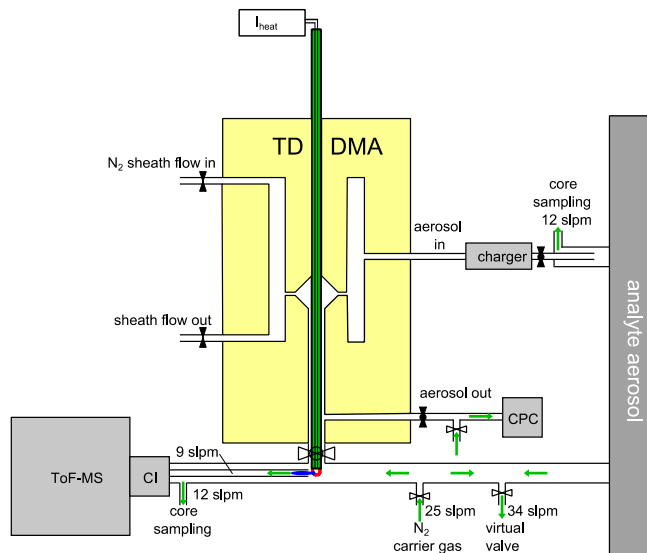 I heat
TD DMA
N2 sheath flow in
core
sampling
12 slpm
aerosol
in
charger
sheath flow out
analyte aerosol
aerosol out
CPC
9 slpm
ToF-MS
CI
12 slpm
core
sampling
25 slpm
N2
carrier gas
34 slpm
virtual
valve